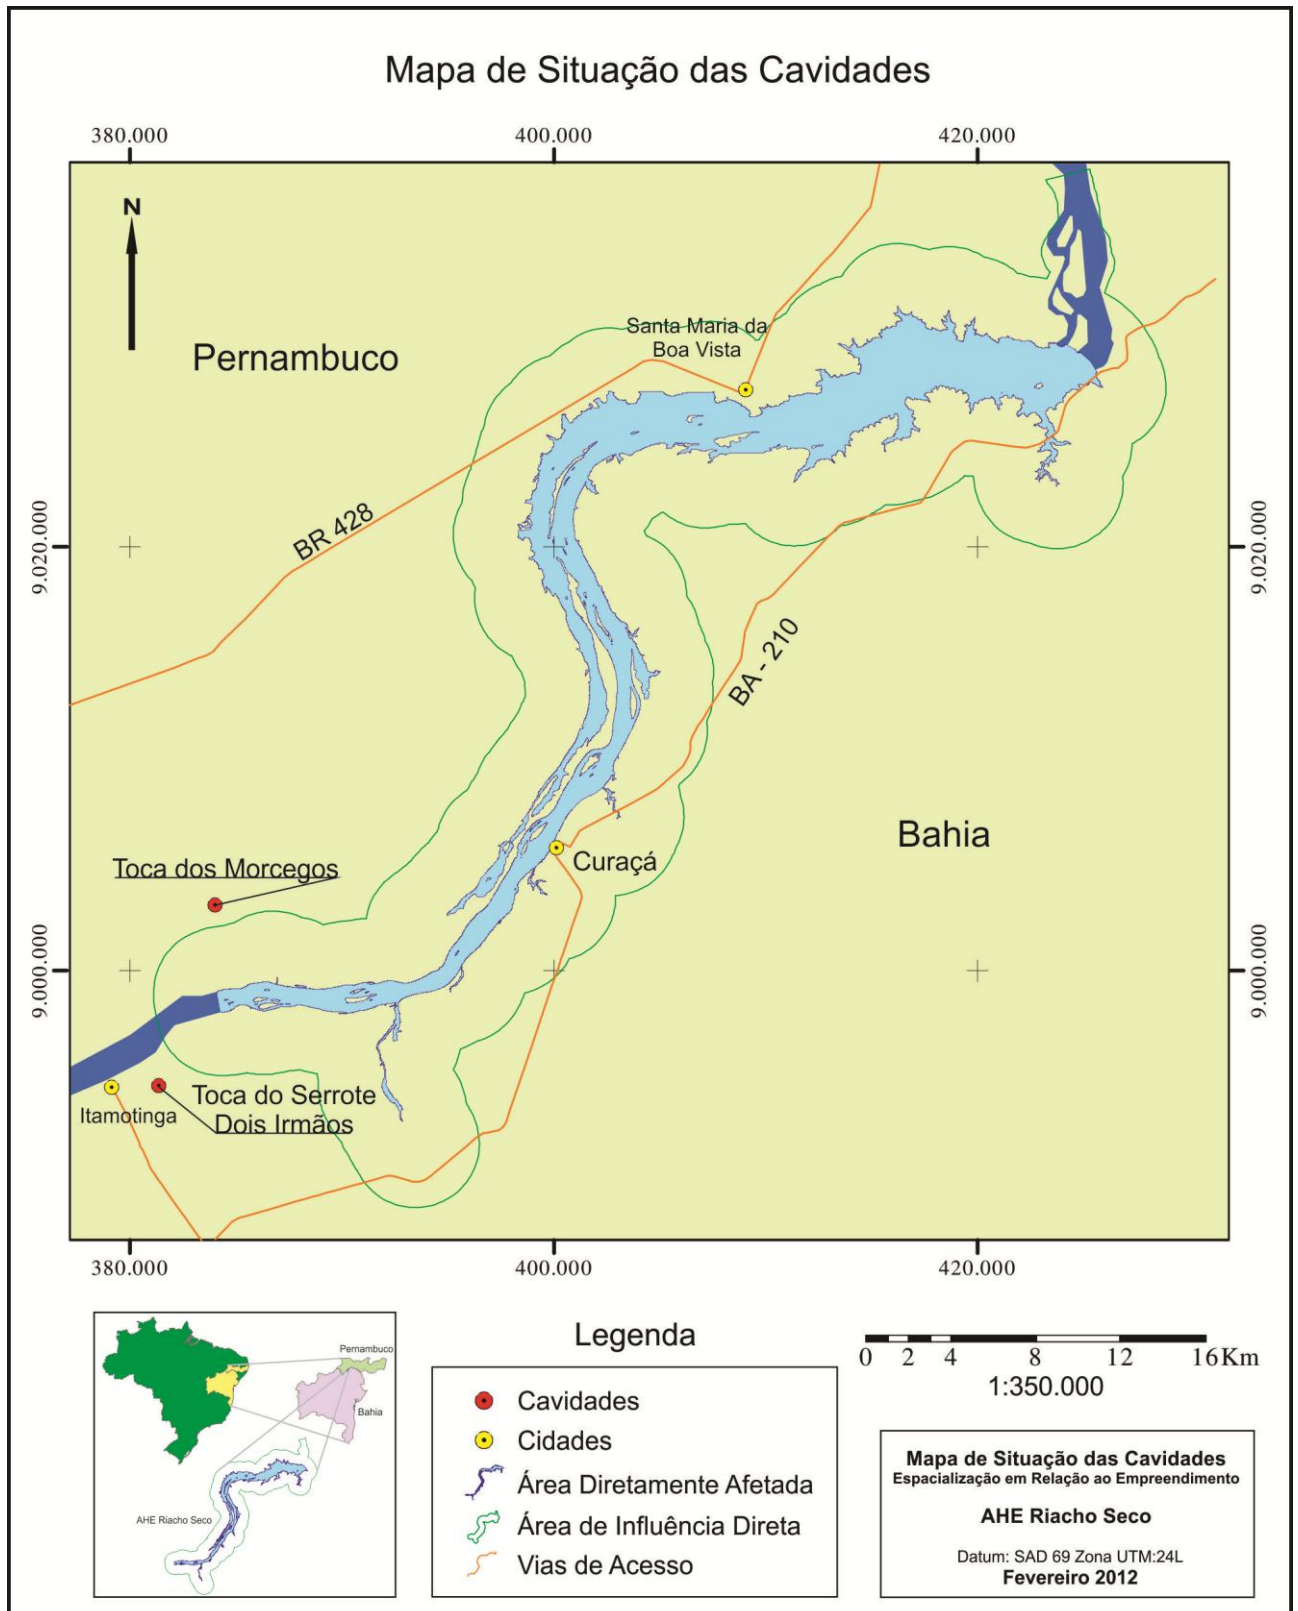 Mapa de Situação das Cavidades
380.000
400.000
420.000
N
Santa Maria da
Boa Vista
Pernambuco
BR 428
9.020.000
9.020.000
BA - 210
Bahia
Curaçá
Toca dos Morcegos
9.000.000
9.000.000
Toca do Serrote
Dois Irmãos
Itamotinga
380.000
400.000
420.000
Pernambuco
Bahia
AHE Riacho Seco
Legenda
Cavidades
Cidades
Área Diretamente Afetada
Área de Influência Direta
Vias de Acesso
0 2 4 8 12 16 Km
1:350.000
Mapa de Situação das Cavidades
Espacialização em Relação ao Empreendimento
AHE Riacho Seco
Datum: SAD 69 Zona UTM:24L
Fevereiro 2012